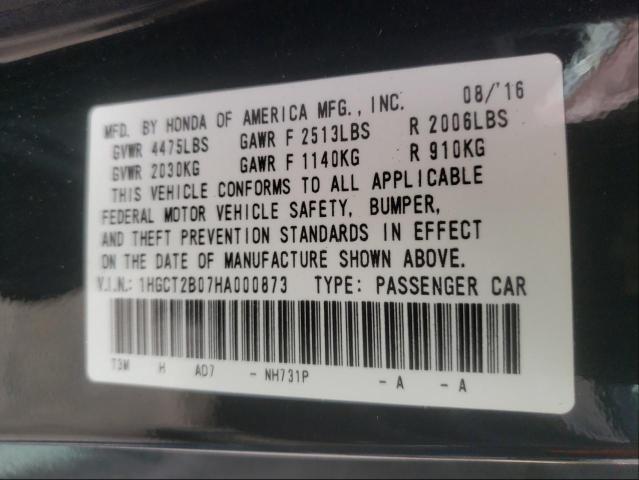 MFD. BY HONDA OF AMERICA MFG., INC. 08/'16
GVWR 4475LBS GAWR F 2513LBS R 2006LBS
GVWR 2030KG GAWR F 1140KG R 910KG
THIS VEHICLE CONFORMS TO ALL APPLICABLE
FEDERAL MOTOR VEHICLE SAFETY, BUMPER,
AND THEFT PREVENTION STANDARDS IN EFFECT
ON THE DATE OF MANUFACTURE SHOWN ABOVE.
V.I.N.: 1HGCT2B07HA000873 TYPE: PASSENGER CAR
T3M H AD7 - NH731P - A - A